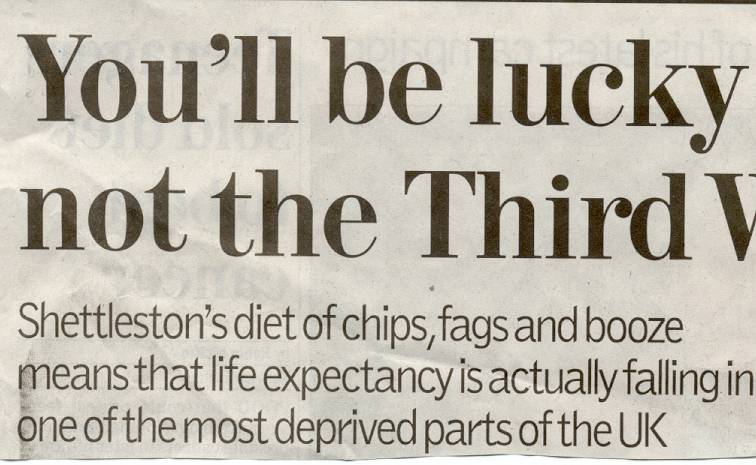 You'll be lucky
not the Third
Shettleston's diet of chips, fags and booze
means that life expectancy is actually falling in
one of the most deprived parts of the UK